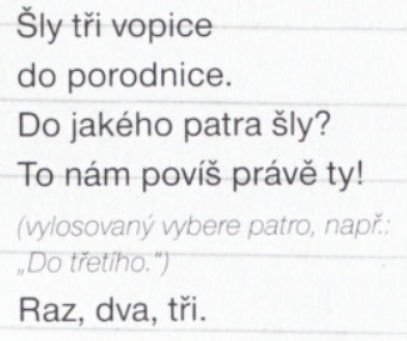 Šly tři vopice
do porodnice.
Do jakého patra šly?
To nám povíš právě ty!
(vylosovaný vybere patro, např.:
„Do třetího.“)
Raz, dva, tři.